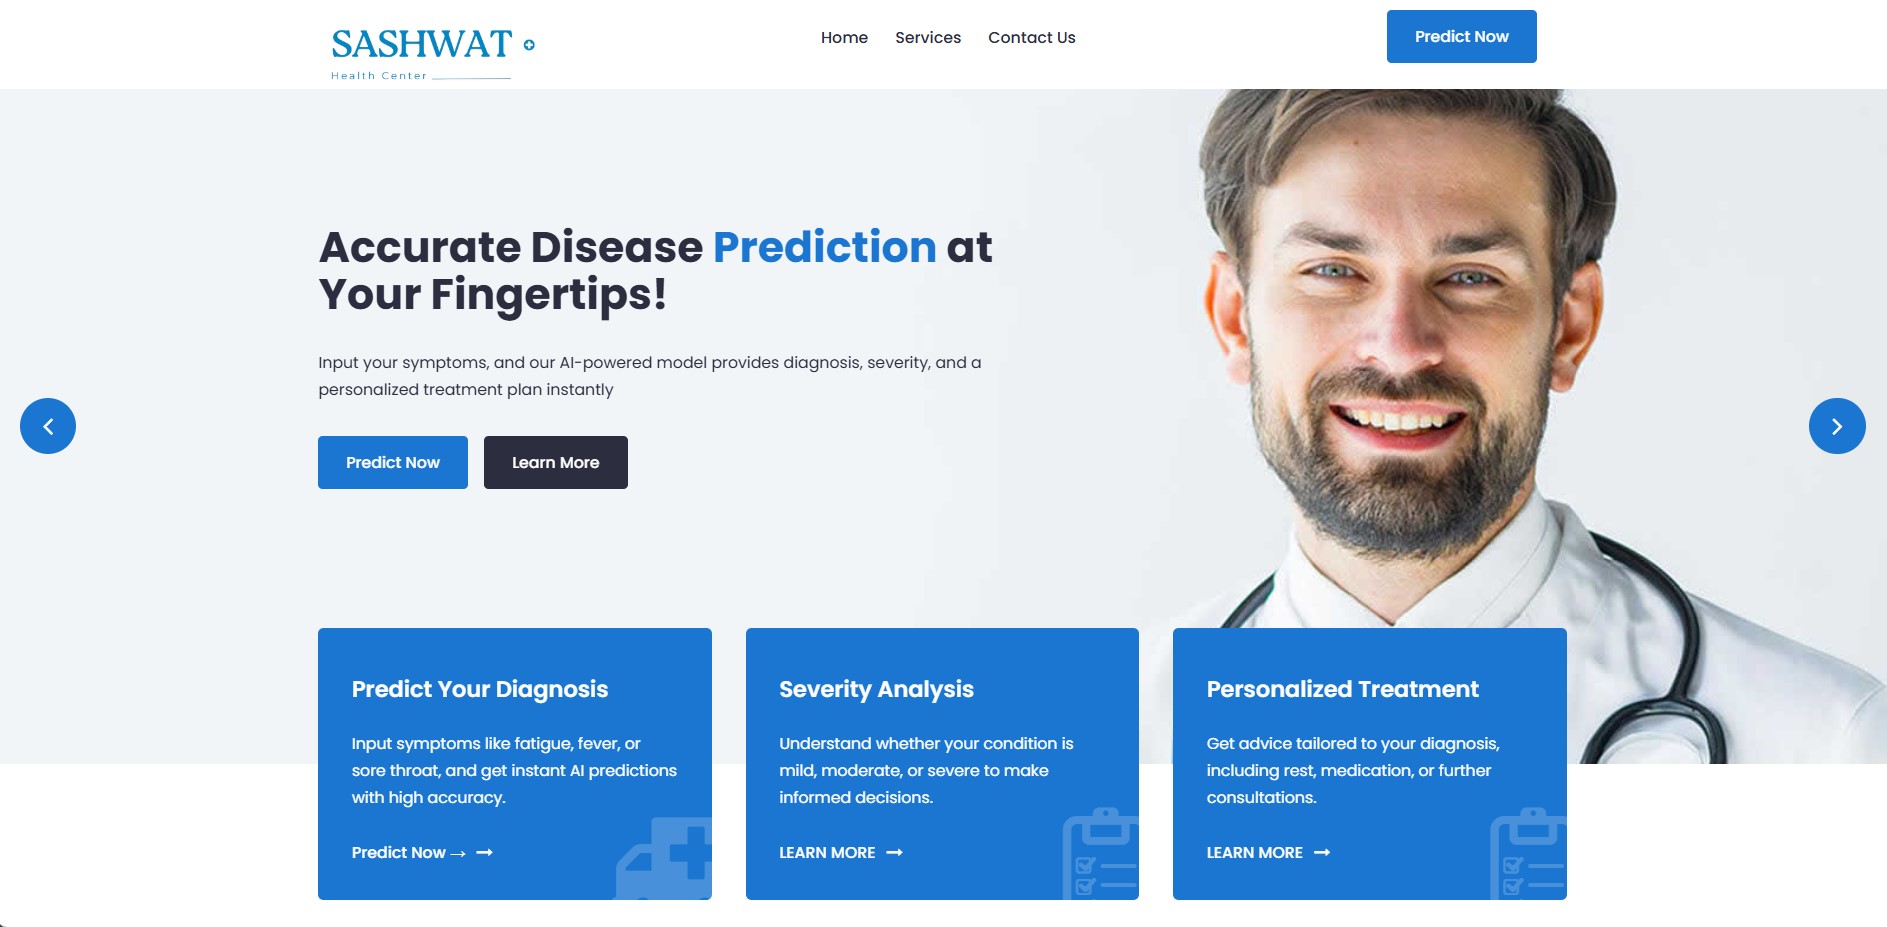 SASHWAT
Health Center
Home Services Contact Us
Predict Now
Accurate Disease Prediction at
Your Fingertips!
Input your symptoms, and our AI-powered model provides diagnosis, severity, and a
personalized treatment plan instantly
Predict Now
Learn More
Predict Your Diagnosis
Input symptoms like fatigue, fever, or
sore throat, and get instant AI predictions
with high accuracy.
Predict Now →
Severity Analysis
Understand whether your condition is
mild, moderate, or severe to make
informed decisions.
LEARN MORE
Personalized Treatment
Get advice tailored to your diagnosis,
including rest, medication, or further
consultations.
LEARN MORE